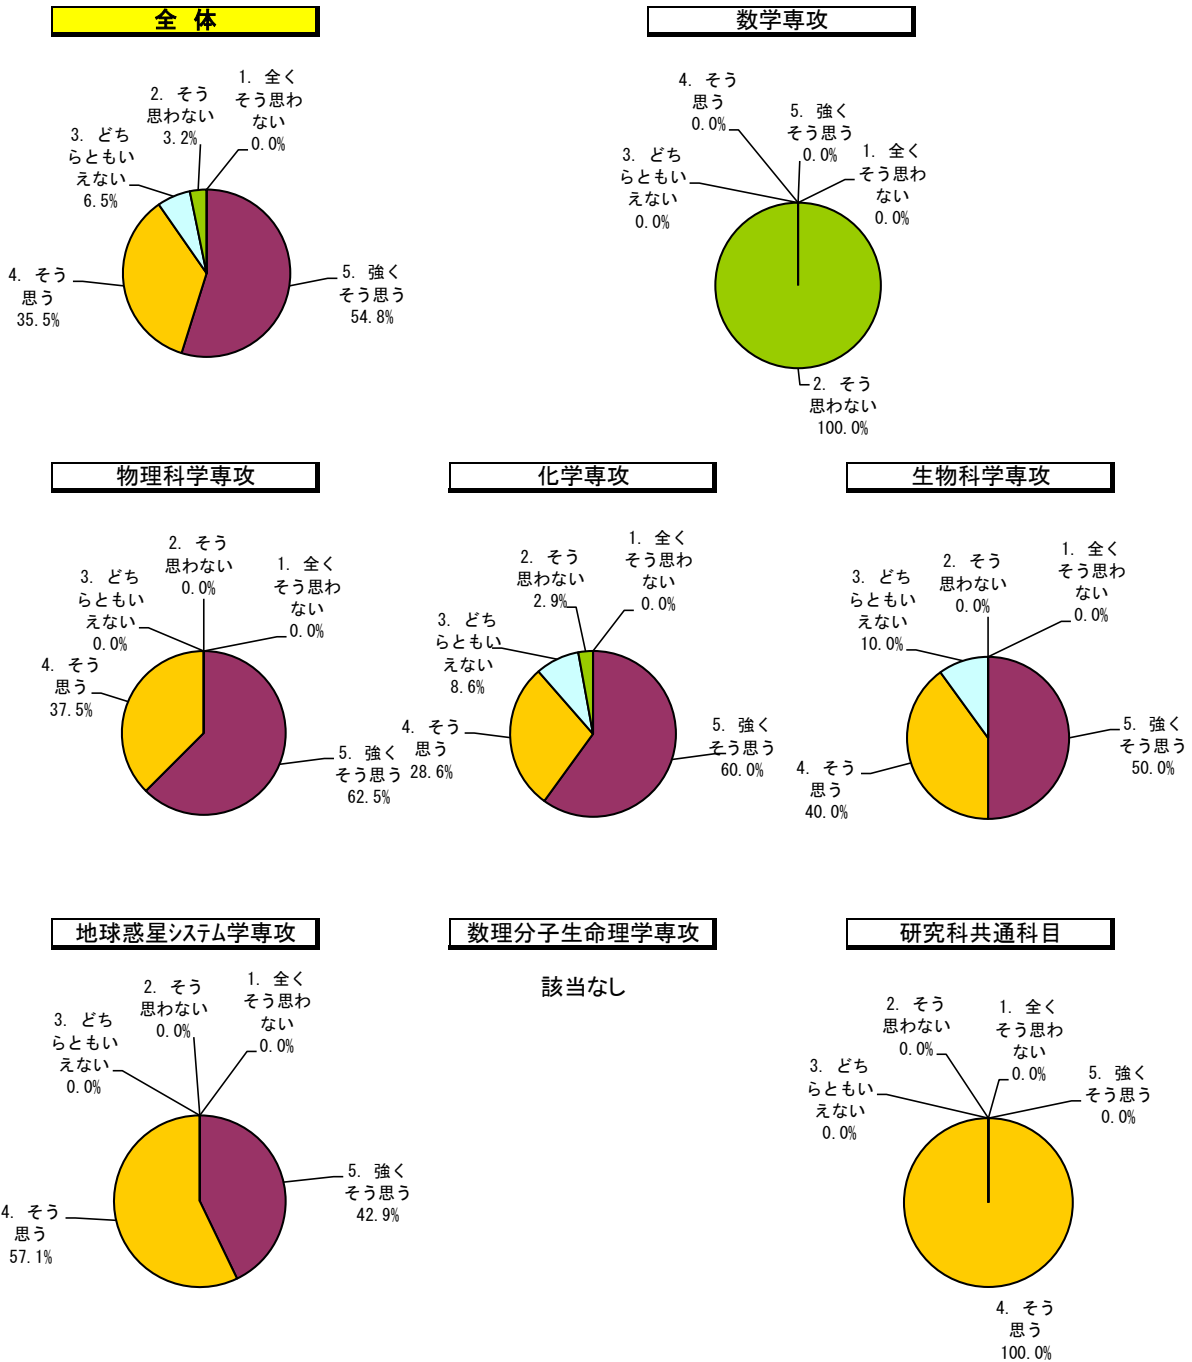 全 体
1. 全く
そう思わ
ない
0.0%
2. そう
思わない
3.2%
3. どち
らともい
えない
6.5%
4. そう
思う
35.5%
5. 強く
そう思う
54.8%
数学専攻
4. そう
思う
0.0%
5. 強く
そう思う
0.0%
3. どち
らともい
えない
0.0%
1. 全く
そう思わ
ない
0.0%
2. そう
思わない
100.0%
物理科学専攻
2. そう
思わない
0.0%
1. 全く
そう思わ
ない
0.0%
3. どち
らともい
えない
0.0%
4. そう
思う
37.5%
5. 強く
そう思う
62.5%
化学専攻
1. 全く
そう思わ
ない
0.0%
2. そう
思わない
2.9%
3. どち
らともい
えない
8.6%
4. そう
思う
28.6%
5. 強く
そう思う
60.0%
生物科学専攻
1. 全く
そう思わ
ない
0.0%
2. そう
思わない
0.0%
3. どち
らともい
えない
10.0%
4. そう
思う
40.0%
5. 強く
そう思う
50.0%
地球惑星システム学専攻
1. 全く
そう思わ
ない
0.0%
2. そう
思わない
0.0%
3. どち
らともい
えない
0.0%
4. そう
思う
57.1%
5. 強く
そう思う
42.9%
数理分子生命理学専攻
該当なし
研究科共通科目
2. そう
思わない
0.0%
1. 全く
そう思わ
ない
0.0%
3. どち
らともい
えない
0.0%
5. 強く
そう思う
0.0%
4. そう
思う
100.0%